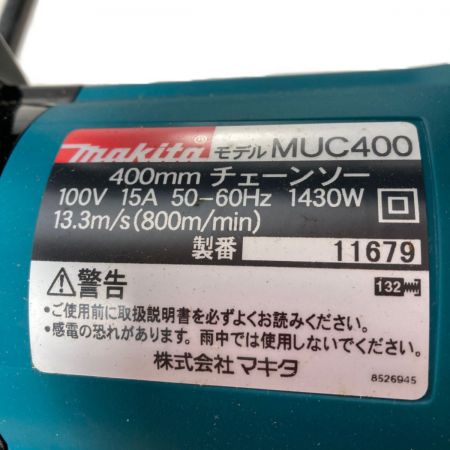 makita® モデル MUC400
400mm チェーンソー
100V 15A 50-60Hz 1430W
13.3m/s(800m/min)
製番 11679
警告 132
•ご使用前に取扱説明書を必ずよくお読みください。
•感電の恐れがあります。雨中では使用しないでください。
株式会社 マキタ
8526945